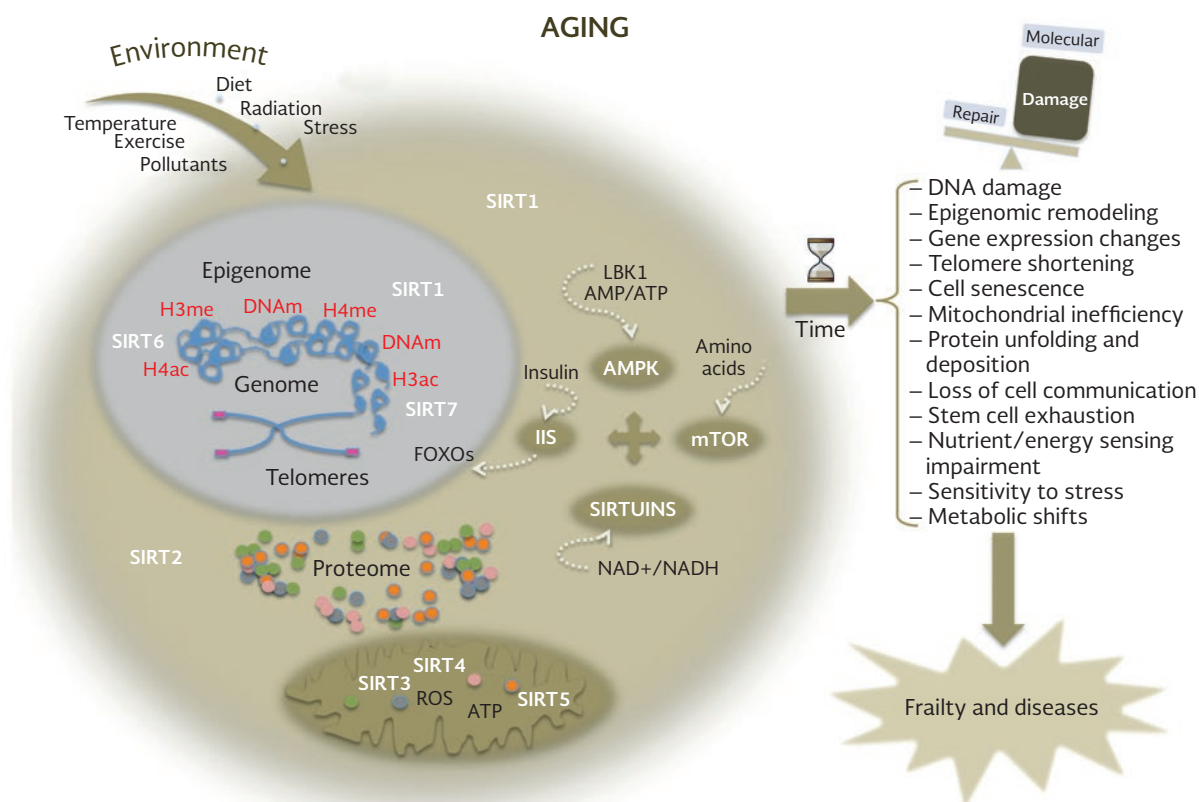 AGING
Environment
Diet
Radiation
Stress
Temperature
Exercise
Pollutants
Molecular
Damage
Repair
SIRT1
Epigenome
SIRT1
H3me
DNAm
H4me
SIRT6
DNAm
H4ac
Genome
H3ac
SIRT7
Telomeres
FOXOs
LBK1
AMP/ATP
AMPK
Insulin
IIS
Amino
acids
mTOR
SIRTUINS
NAD+/NADH
SIRT2
Proteome
SIRT4
SIRT3
ROS
SIRT5
ATP
Time
– DNA damage
– Epigenomic remodeling
– Gene expression changes
– Telomere shortening
– Cell senescence
– Mitochondrial inefficiency
– Protein unfolding and
deposition
– Loss of cell communication
– Stem cell exhaustion
– Nutrient/energy sensing
impairment
– Sensitivity to stress
– Metabolic shifts
Frailty and diseases